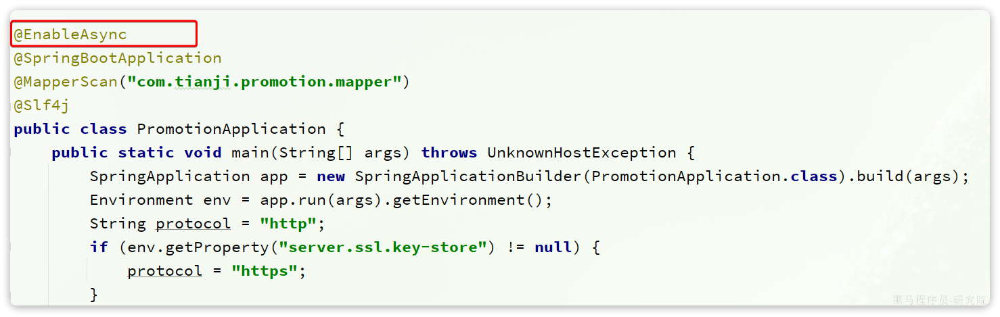 @EnableAsync
@SpringBootApplication
@MapperScan("com.tianji.promotion.mapper")
@Slf4j
public class PromotionApplication {
    public static void main(String[] args) throws UnknownHostException {
        SpringApplication app = new SpringApplicationBuilder(PromotionApplication.class).build(args);
        Environment env = app.run(args).getEnvironment();
        String protocol = "http";
        if (env.getProperty("server.ssl.key-store") != null) {
            protocol = "https";
        }
黑马程序员-研究院